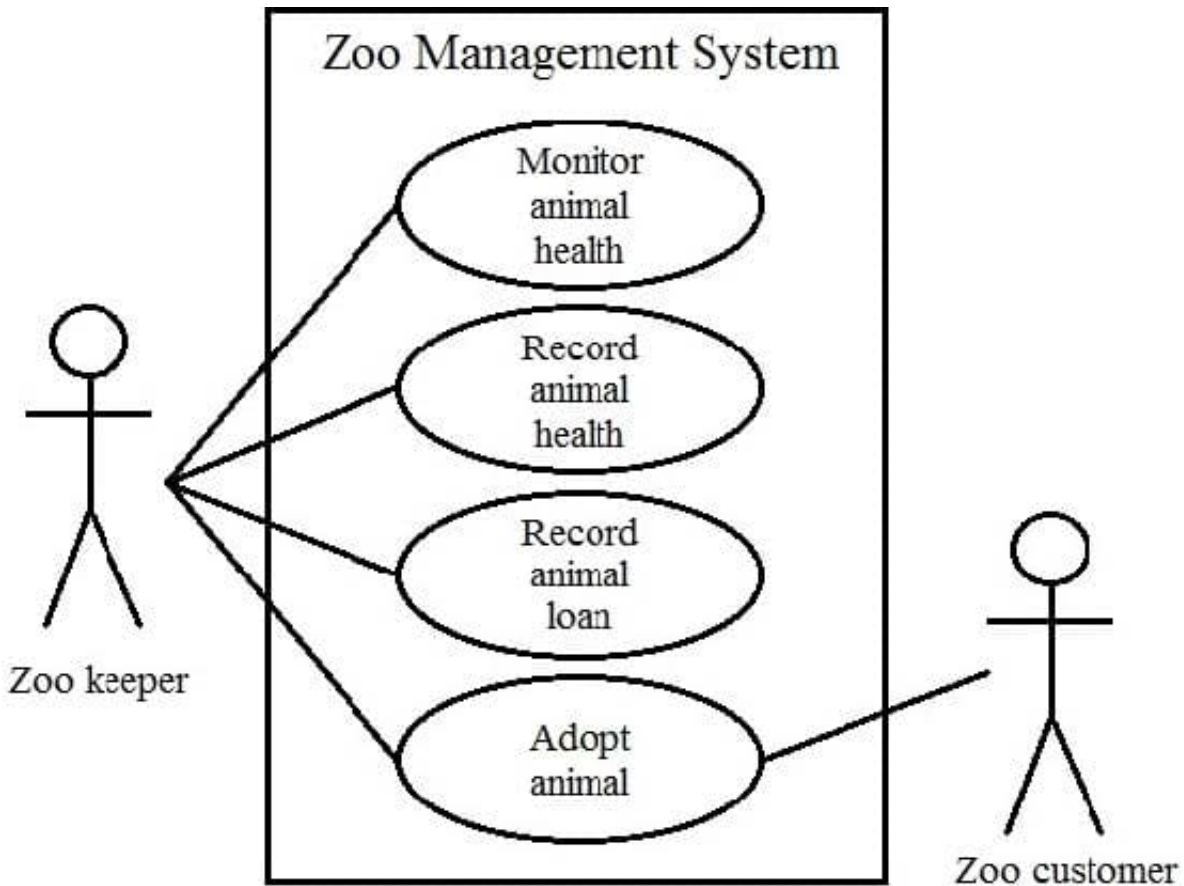 Zoo Management System
Monitor
animal
health
Record
animal
health
Record
animal
loan
Adopt
animal
Zoo keeper
Zoo customer